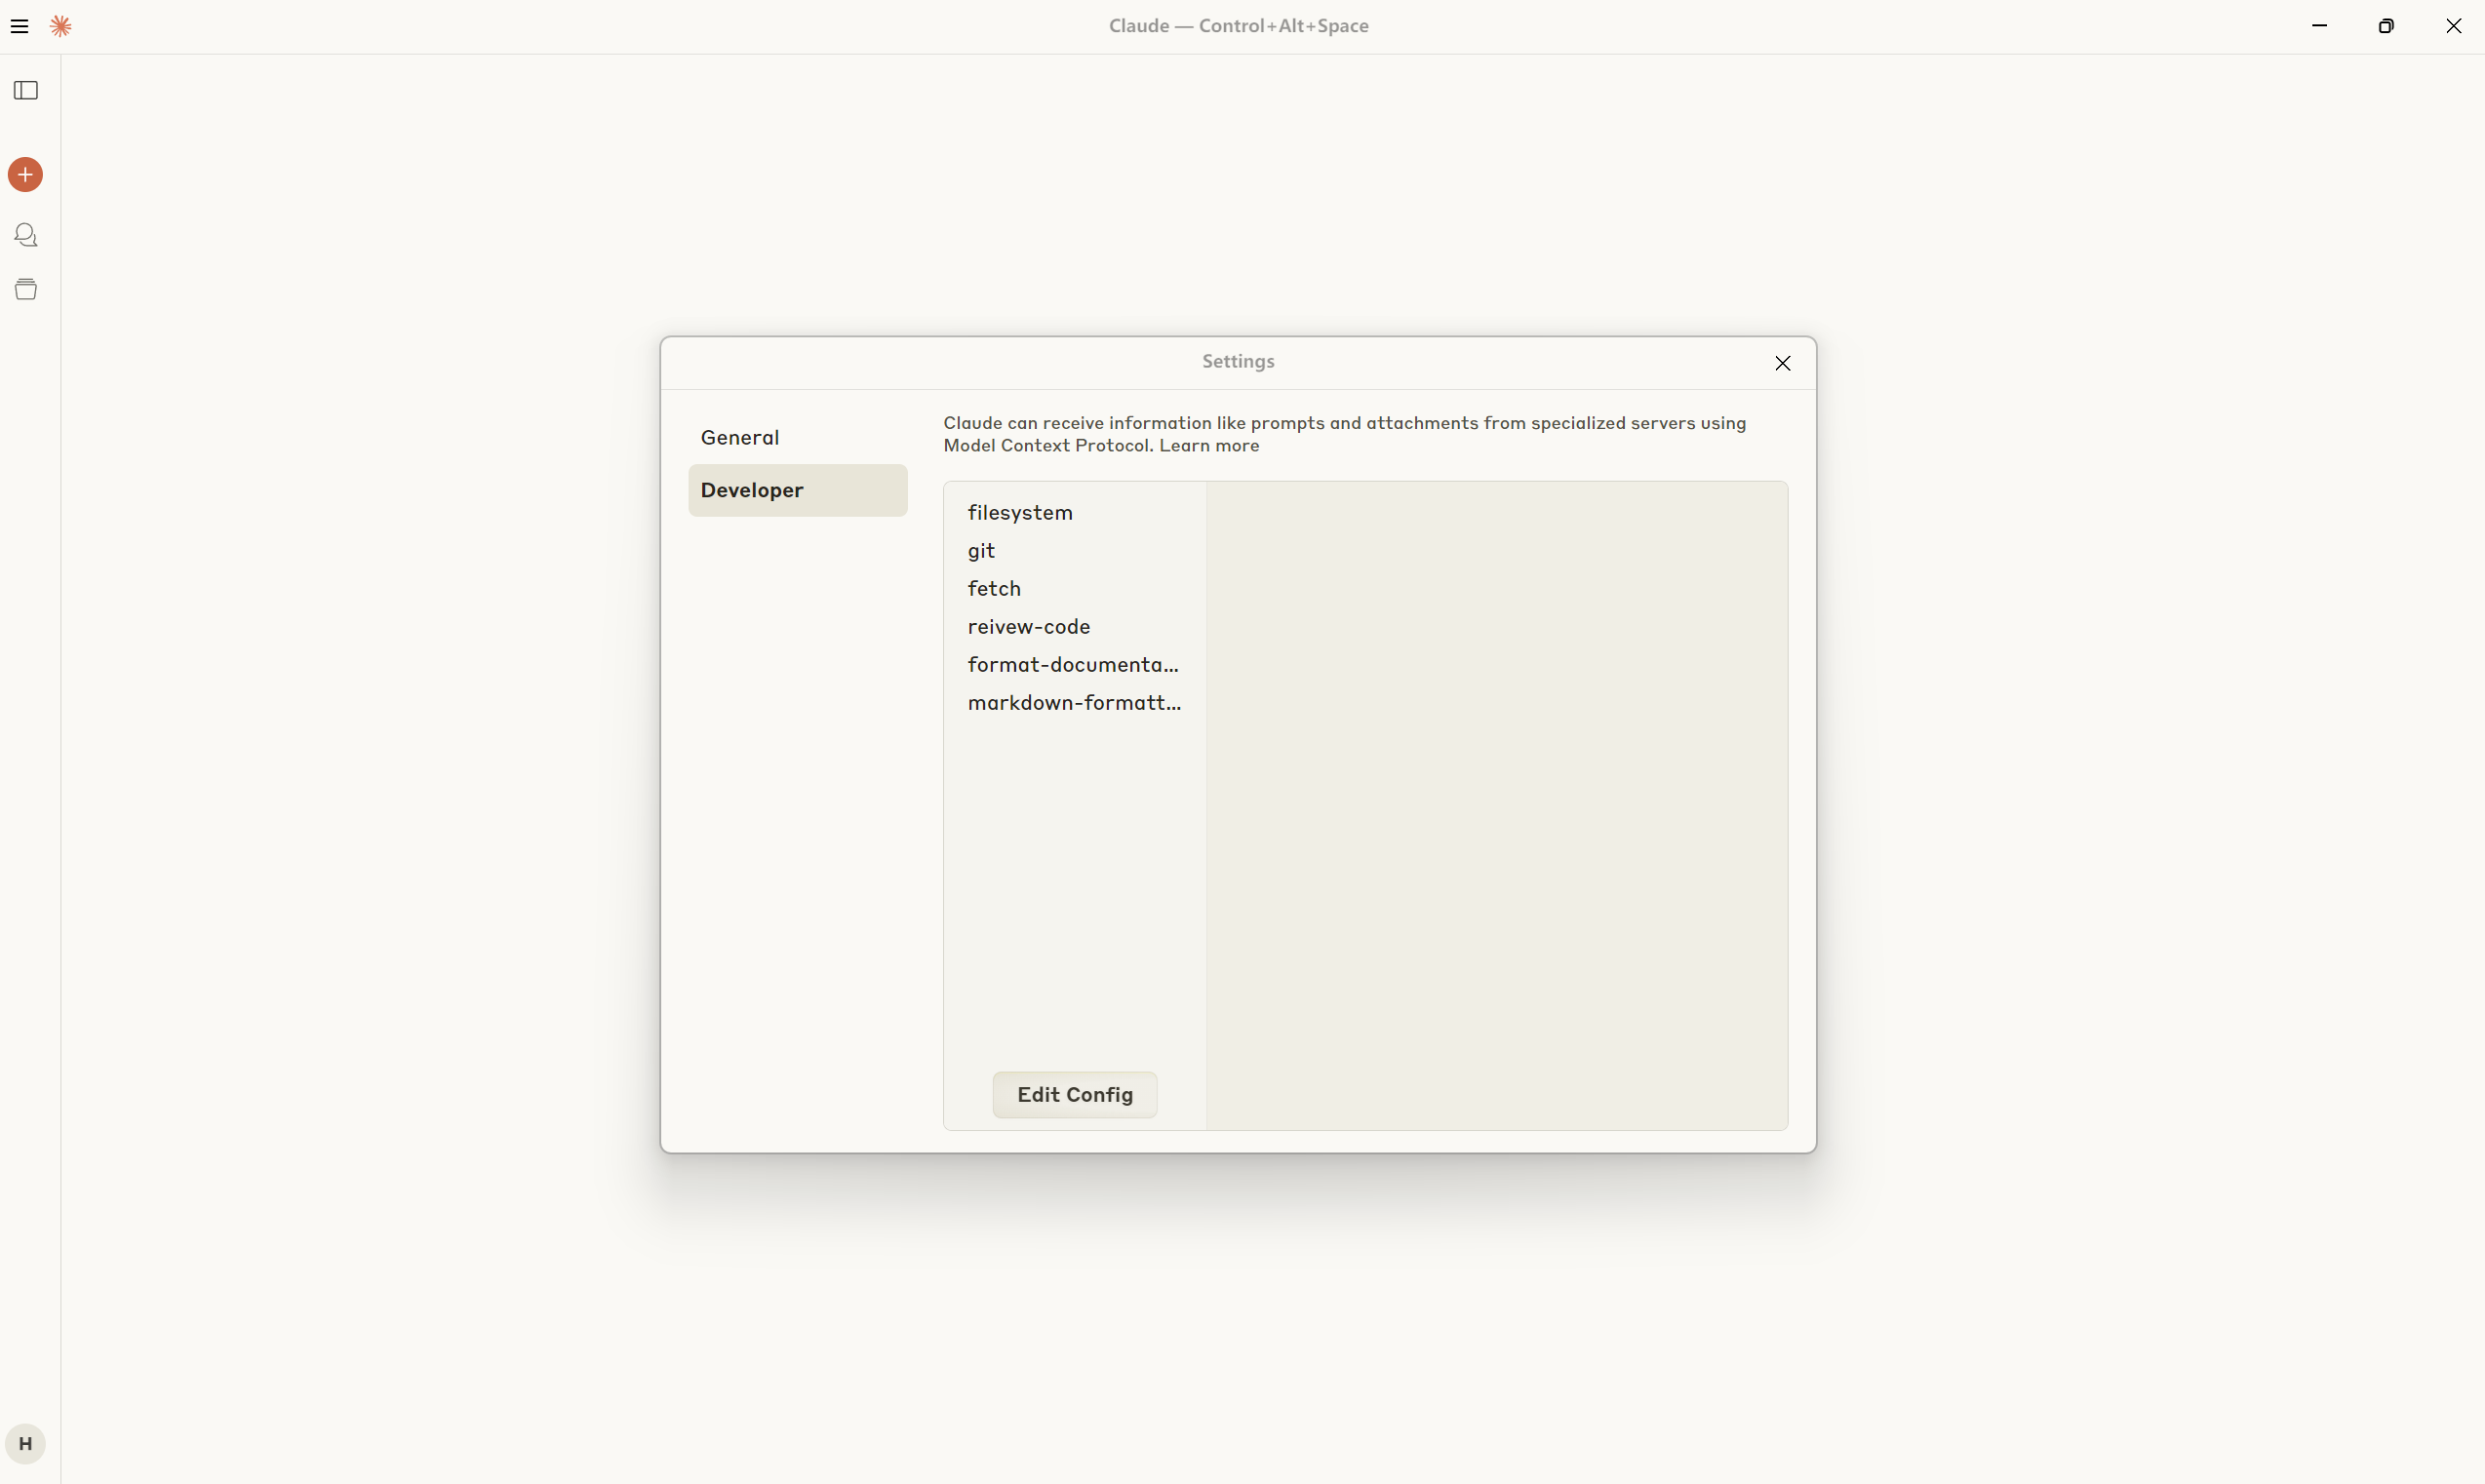 Claude — Control+Alt+Space
Settings
General
Developer
Claude can receive information like prompts and attachments from specialized servers using
Model Context Protocol. Learn more
filesystem
git
fetch
reivew-code
format-documenta...
markdown-formatt...
Edit Config
H